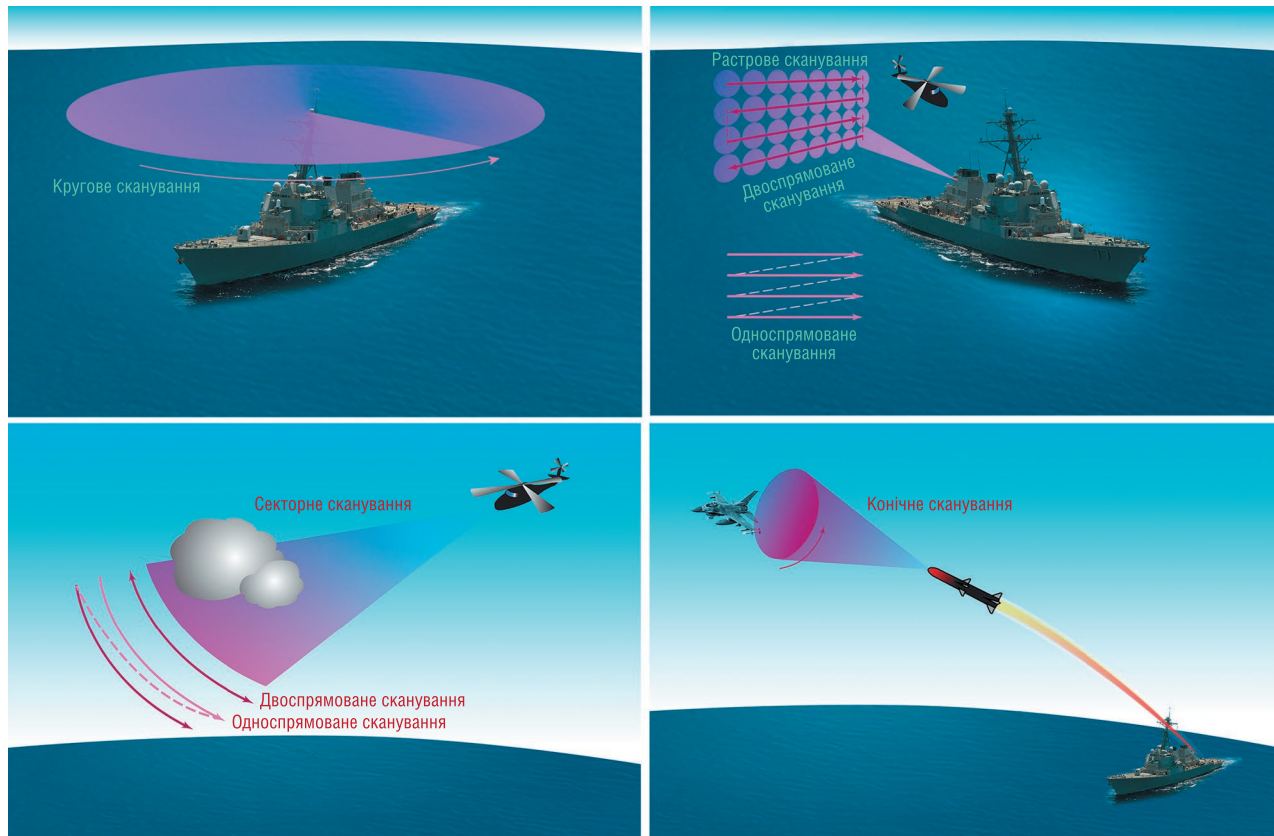 Кругове сканування
Растрове сканування
Двоспрямоване
сканування
Односпрямоване
сканування
Секторне сканування
Двоспрямоване сканування
Односпрямоване сканування
Конічне сканування